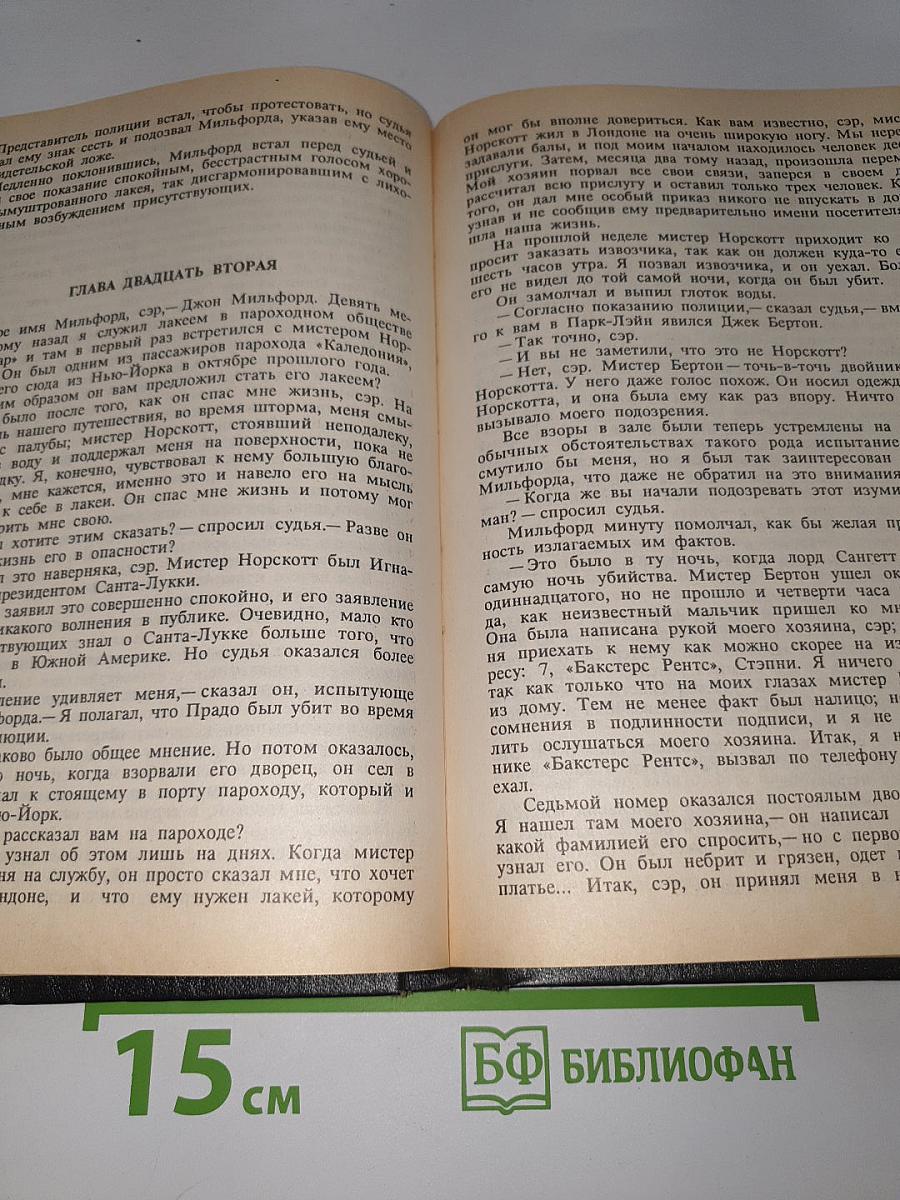 Представитель полиции встал, чтобы протестовать, но судья
ему знак сесть и подозвал Мильфорда, указав ему место
ложе.
Медленно поклонившись, Мильфорд встал перед судьей и
свое показание спокойным, бесстрастным голосом хоро-
вымуштрованного лакея, так дисгармонировавшим с лихо-
возбуждением присутствующих.
ГЛАВА ДВАДЦАТЬ ВТОРАЯ
имя Мильфорд, сэр,— Джон Мильфорд. Девять ме-
назад я служил лакеем в пароходном обществе
и там в первый раз встретился с мистером Нор-
Он был одним из пассажиров парохода «Каледония»,
сюда из Нью-Йорка в октябре прошлого года.
образом он вам предложил стать его лакеем?
было после того, как он спас мне жизнь, сэр. На
нашего путешествия, во время шторма, меня смы-
с палубы; мистер Норскотт, стоявший неподалеку,
воду и поддержал меня на поверхности, пока не
Я, конечно, чувствовал к нему большую благо-
мне кажется, именно это и навело его на мысль
к себе в лакеи. Он спас мне жизнь и потому мог
мне свою.
хотите этим сказать? — спросил судья.— Разве он
жизнь его в опасности?
это наверняка, сэр. Мистер Норскотт был Игна-
президентом Санта-Лукки.
заявил это совершенно спокойно, и его заявление
никакого волнения в публике. Очевидно, мало кто
знал о Санта-Лукке больше того, что
в Южной Америке. Но судья оказался более
удивляет меня,— сказал он, испытующе
Я полагал, что Прадо был убит во время
было общее мнение. Но потом оказалось,
ночь, когда взорвали его дворец, он сел в
к стоящему в порту пароходу, который и
рассказал вам на пароходе?
узнал об этом лишь на днях. Когда мистер
на службу, он просто сказал мне, что хочет
и что ему нужен лакей, которому
он мог бы вполне довериться. Как вам известно, сэр,
Норскотт жил в Лондоне на очень широкую ногу. Мы
задавали балы, и под моим началом находилось человек
прислуги. Затем, месяца два тому назад, произошла
Мой хозяин порвал все свои связи, заперся в своем
рассчитал всю прислугу и оставил только трех человек.
того, он дал мне особый приказ никого не впускать в
узнав и не сообщив ему предварительно имени
шла наша жизнь.
На прошлой неделе мистер Норскотт приходит ко
просит заказать извозчика, так как он должен куда-то
шесть часов утра. Я позвал извозчика, и он уехал.
его не видел до той самой ночи, когда он был убит.
Он замолчал и выпил глоток воды.
— Согласно показанию полиции,— сказал судья,—
го к вам в Парк-Лэйн явился Джек Бертон.
— Так точно, сэр.
— И вы не заметили, что это не Норскотт?
— Нет, сэр. Мистер Бертон — точь-в-точь двойник
Норскотта. У него даже голос похож. Он носил
Норскотта, и она была ему как раз впору. Ничто
вызывало моего подозрения.
Все взоры в зале были теперь устремлены на
обычных обстоятельствах такого рода испытание
смутило бы меня, но я был так заинтересован
Мильфорда, что даже не обратил на это внимания
— Когда же вы начали подозревать этот
ман? — спросил судья.
Мильфорд минуту помолчал, как бы желая
ность излагаемых им фактов.
— Это было в ту ночь, когда лорд Сангетт
самую ночь убийства. Мистер Бертон ушел
одиннадцатого, но не прошло и четверти часа
да, как неизвестный мальчик пришел ко
Она была написана рукой моего хозяина, сэр;
ня приехать к нему как можно скорее на
ресу: 7, «Бакстерс Рентс», Стэпни. Я ничего
так как только что на моих глазах мистер
из дому. Тем не менее факт был налицо;
сомнения в подлинности подписи, и я не
лить ослушаться моего хозяина. Итак, я
нике «Бакстерс Рентс», вызвал по телефону
ехал.
Седьмой номер оказался постоялым
Я нашел там моего хозяина,— он написал
какой фамилией его спросить,— но с
узнал его. Он был небрит и грязен, одет
платье... Итак, сэр, он принял меня в
15 см
БФ БИБЛИОФАН